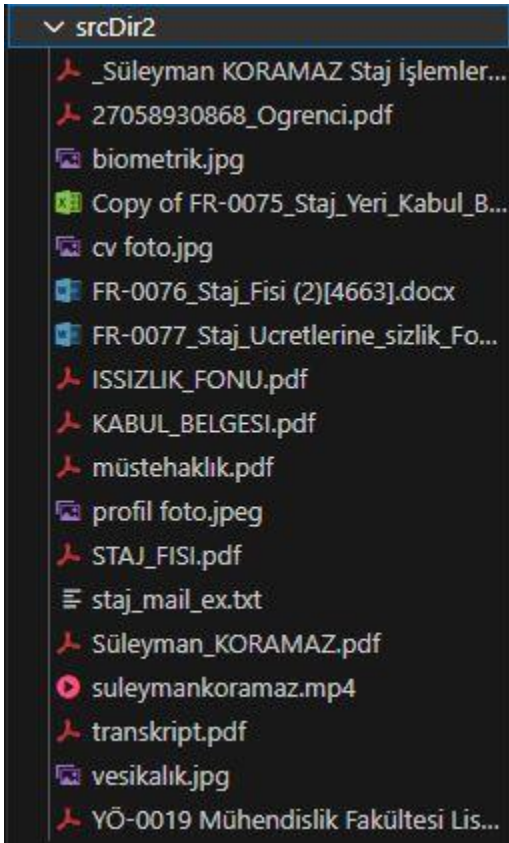 srcDir2
_Süleyman KORAMAZ Staj İşlemler...
27058930868_Ogrenci.pdf
biometrik.jpg
Copy of FR-0075_Staj_Yeri_Kabul_B...
cv foto.jpg
FR-0076_Staj_Fisi (2)[4663].docx
FR-0077_Staj_Ucretlerine_sizlik_Fo...
ISSIZLIK_FONU.pdf
KABUL_BELGESI.pdf
müstehaklık.pdf
profil foto.jpeg
STAJ_FISI.pdf
staj_mail_ex.txt
Süleyman_KORAMAZ.pdf
suleymankoramaz.mp4
transkript.pdf
vesikalık.jpg
YÖ-0019 Mühendislik Fakültesi Lis...